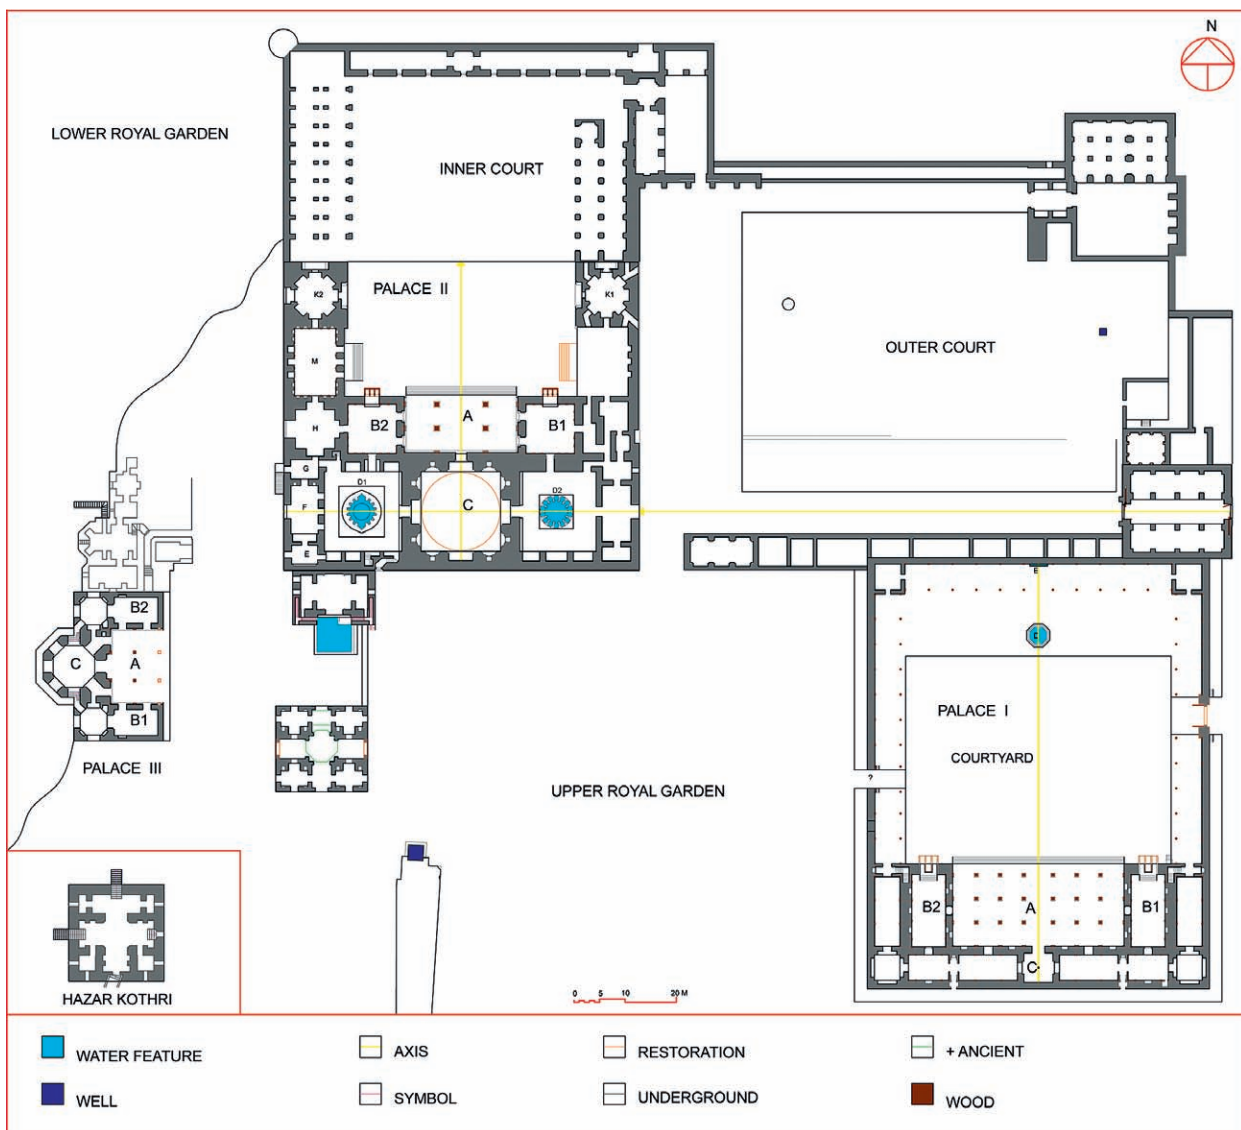 N
LOWER ROYAL GARDEN
INNER COURT
K2
PALACE II
K1
OUTER COURT
M
H
B2
A
B1
G
D1
D2
F
C
E
B2
C
A
B1
PALACE III
PALACE I
COURTYARD
?
UPPER ROYAL GARDEN
B2
A
B1
C
HAZAR KOTHRI
0 5 10 20 M
WATER FEATURE
AXIS
RESTORATION
+ ANCIENT
WELL
SYMBOL
UNDERGROUND
WOOD